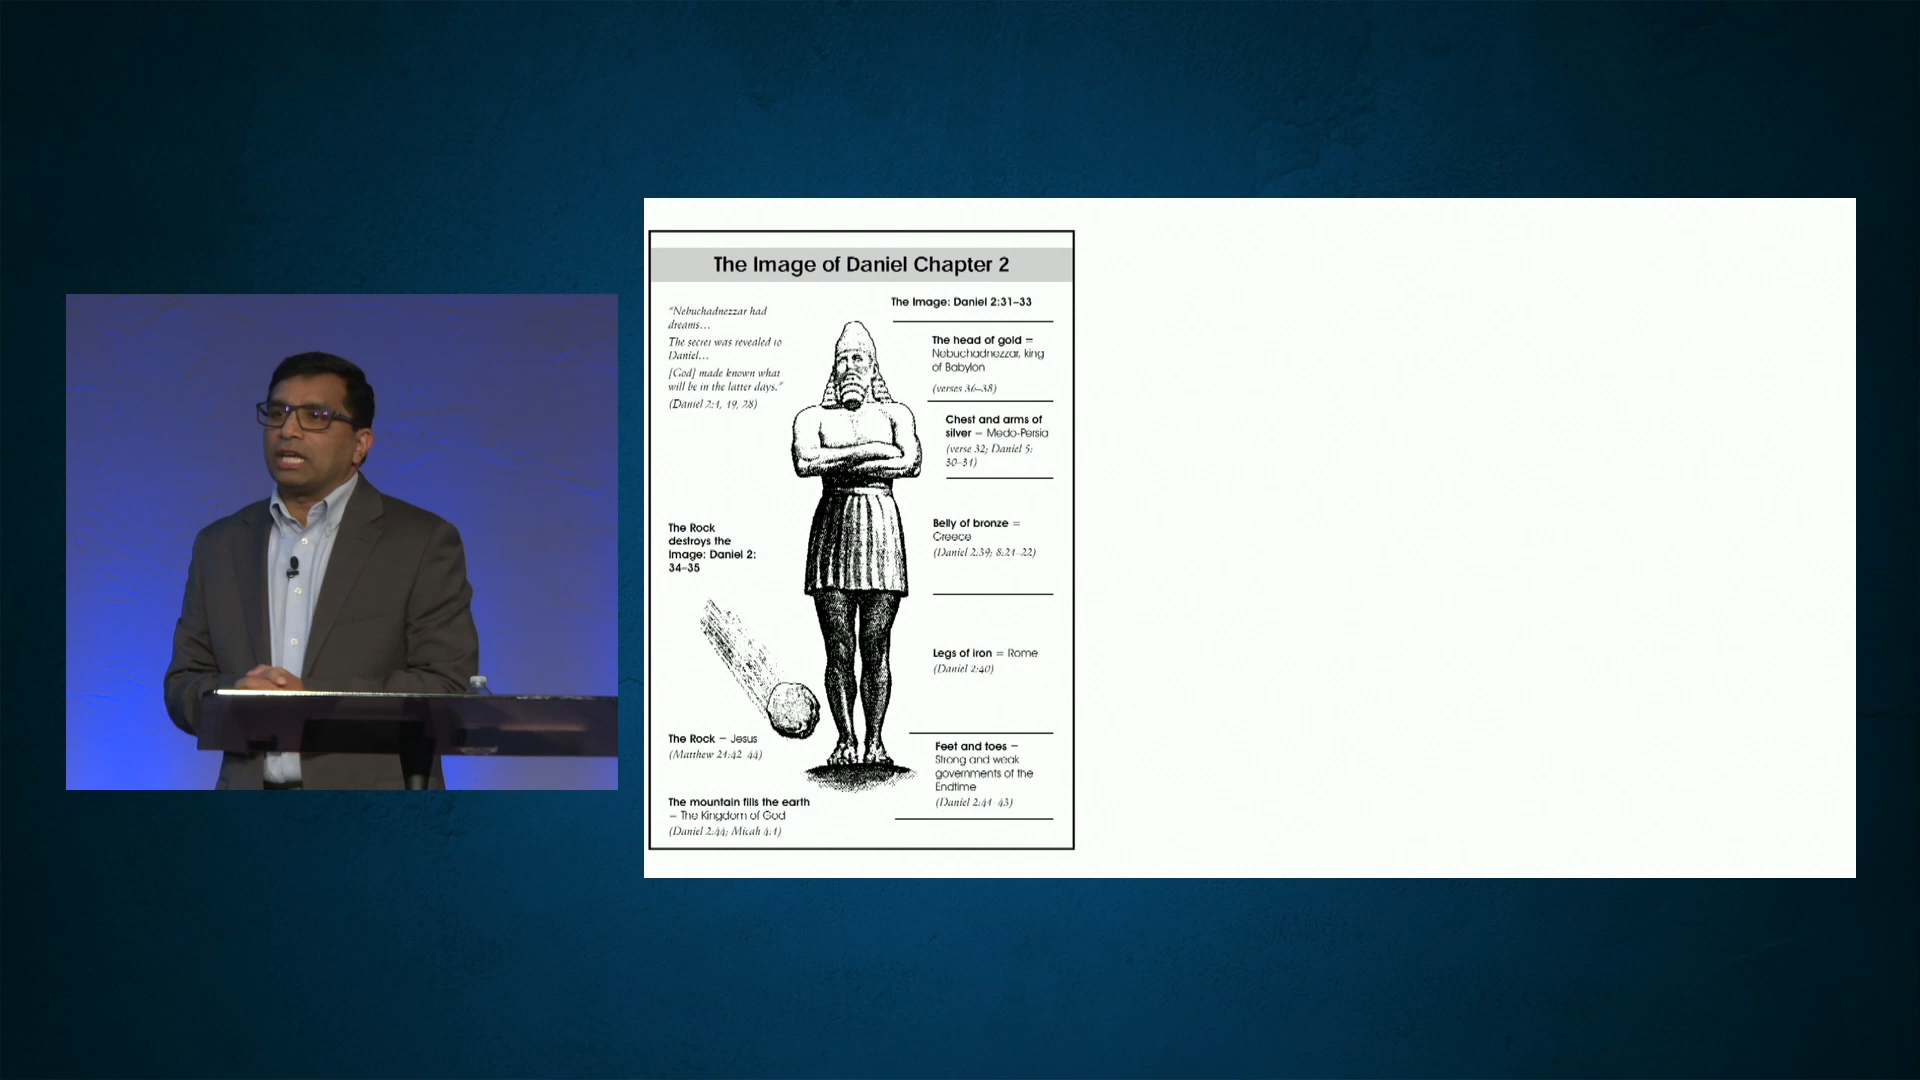 The Image of Daniel Chapter 2
"Nebuchadnezzar had
dreams...
The secret was revealed to
Daniel...
[God] made known what
will be in the latter days."
(Daniel 2:1, 19, 28)
The Image: Daniel 2:31–33
The head of gold =
Nebuchadnezzar, king
of Babylon
(verses 36–38)
Chest and arms of
silver = Medo-Persia
(verse 32; Daniel 5:
30–31)
The Rock
destroys the
Image: Daniel 2:
34–35
Belly of bronze =
Greece
(Daniel 2:39; 8:21–22)
Legs of iron = Rome
(Daniel 2:40)
The Rock = Jesus
(Matthew 21:42–44)
Feet and toes =
Strong and weak
governments of the
Endtime
(Daniel 2:41–43)
The mountain fills the earth
= The Kingdom of God
(Daniel 2:44; Micah 4:1)